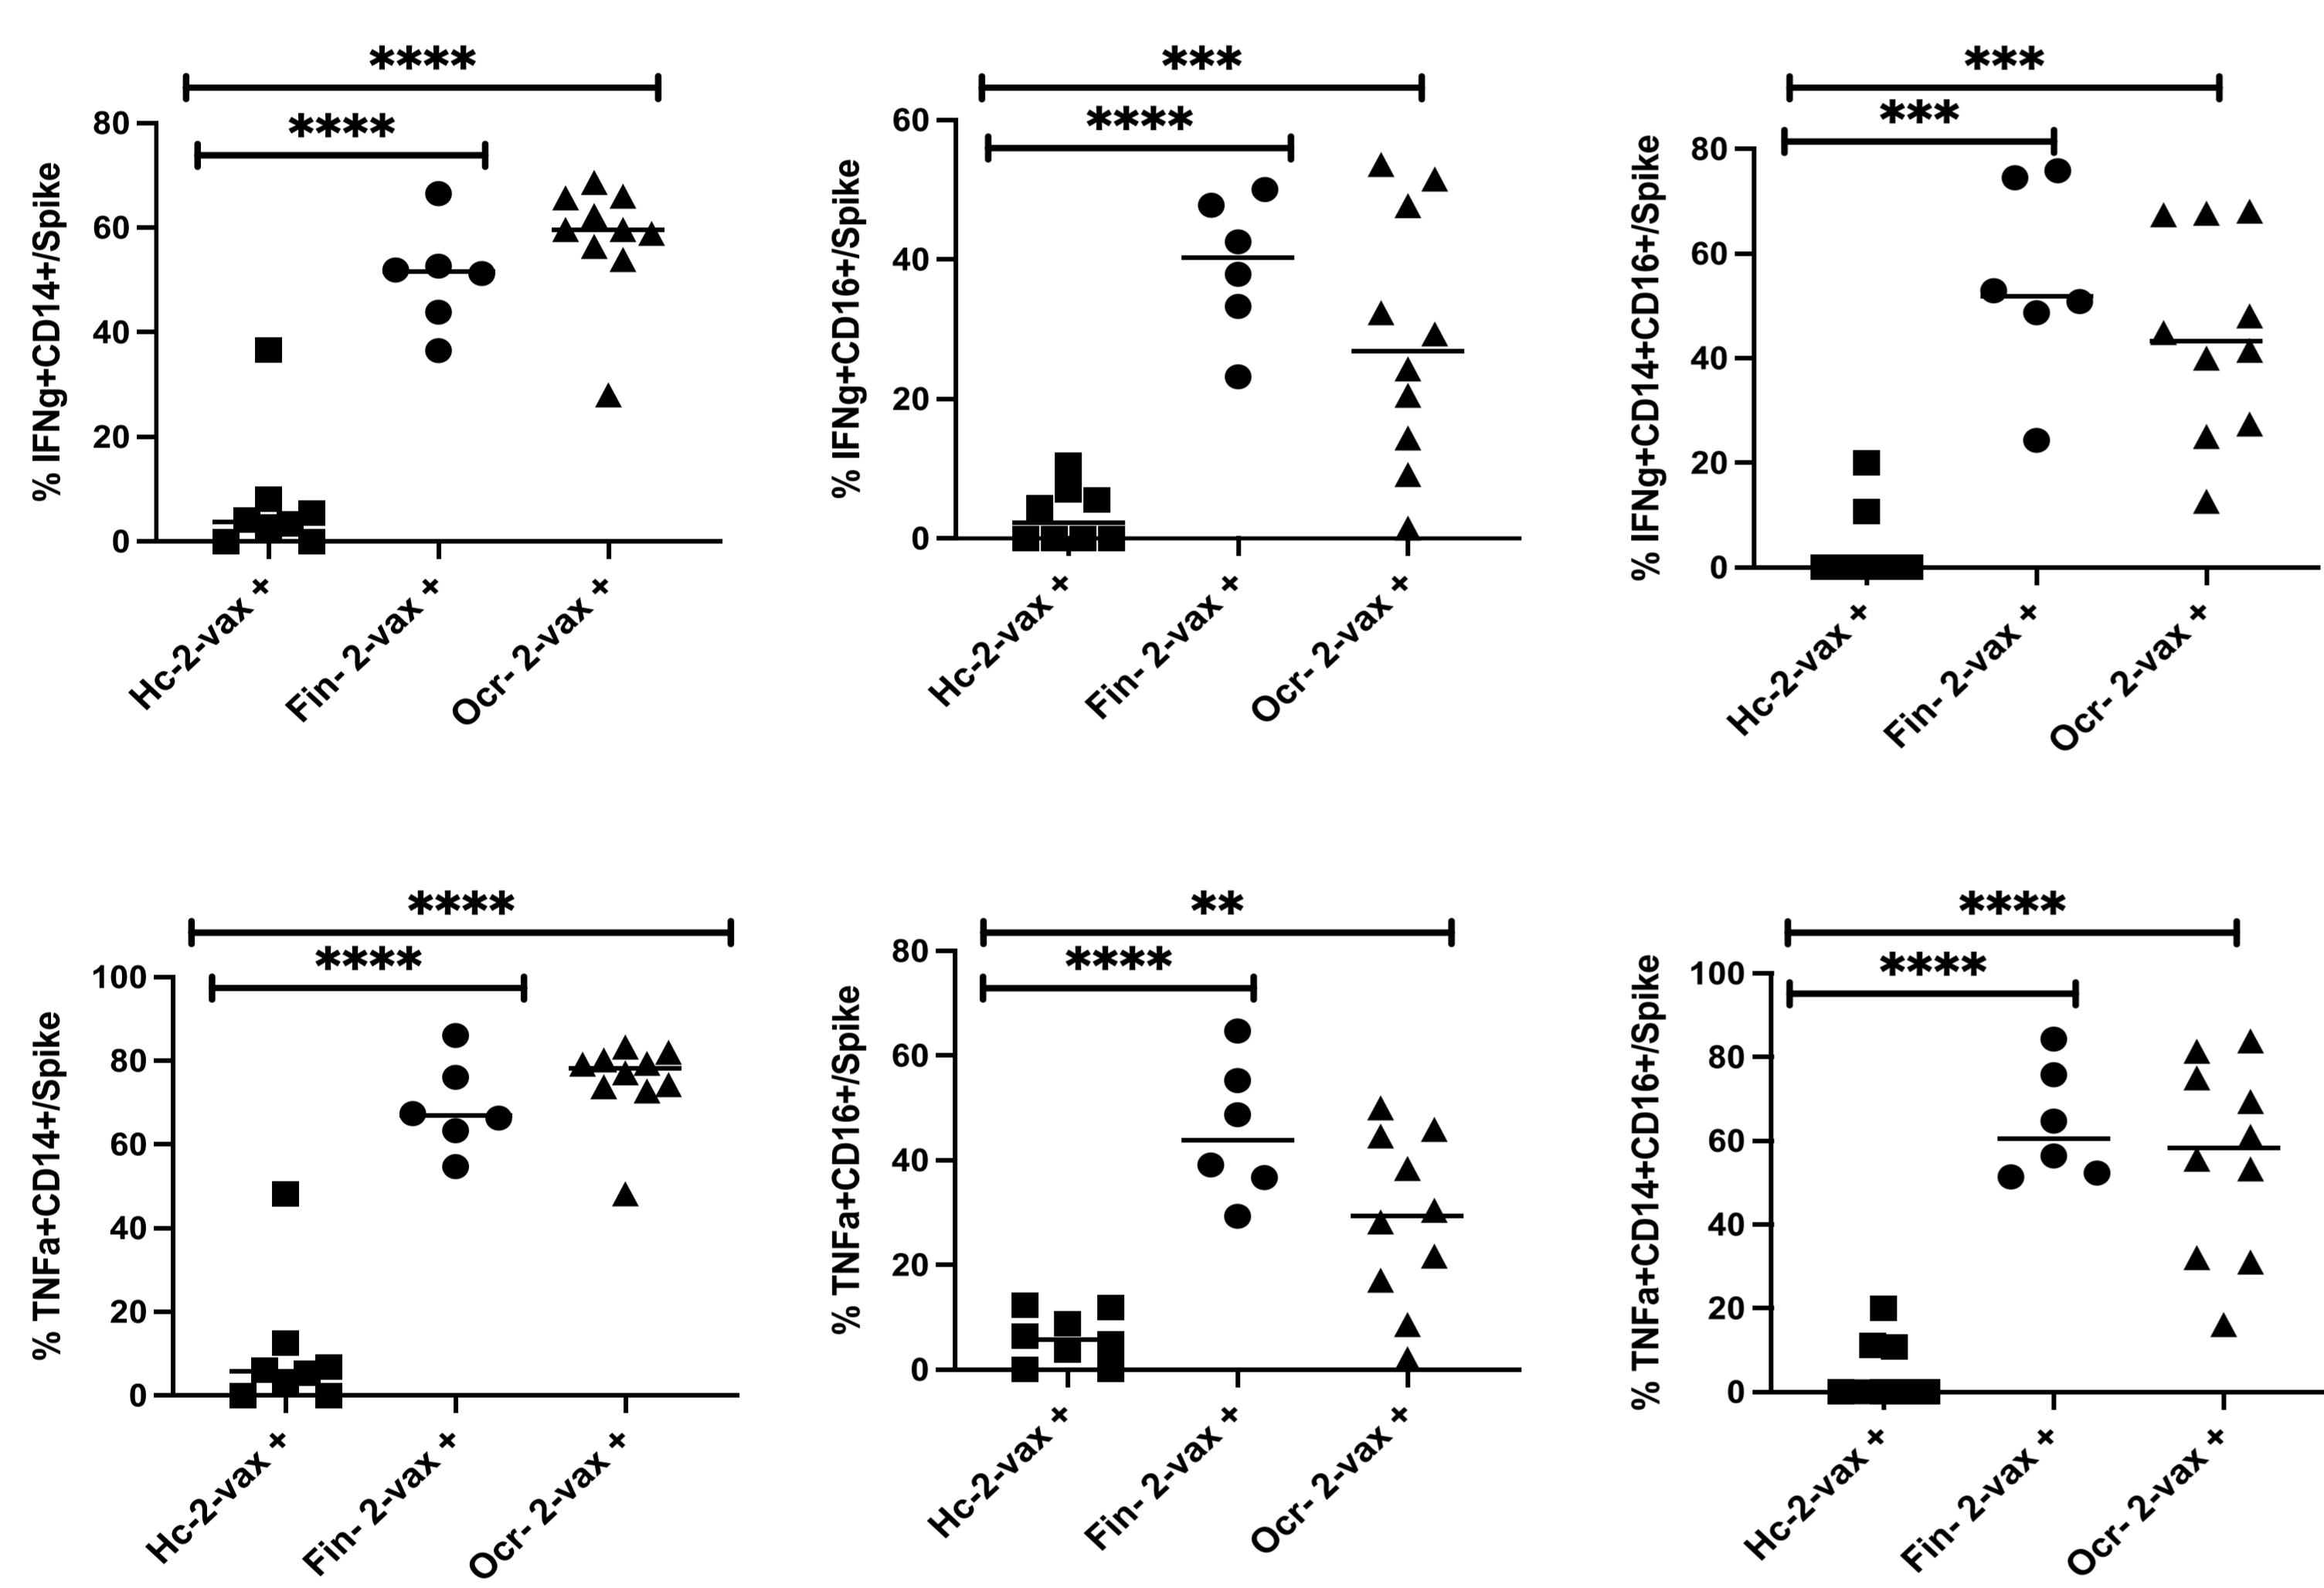 ****
****
% IFNg+CD14+/Spike
80
60
40
20
0
Hc-2-vax +
Fin- 2-vax +
Ocr- 2-vax +
***
****
% IFNg+CD16+/Spike
60
40
20
0
Hc-2-vax +
Fin- 2-vax +
Ocr- 2-vax +
***
***
% IFNg+CD14+CD16+/Spike
80
60
40
20
0
Hc-2-vax +
Fin- 2-vax +
Ocr- 2-vax +
****
****
% TNFa+CD14+/Spike
100
80
60
40
20
0
Hc-2-vax +
Fin- 2-vax +
Ocr- 2-vax +
**
****
% TNFa+CD16+/Spike
80
60
40
20
0
Hc-2-vax +
Fin- 2-vax +
Ocr- 2-vax +
****
****
% TNFa+CD14+CD16+/Spike
100
80
60
40
20
0
Hc-2-vax +
Fin- 2-vax +
Ocr- 2-vax +